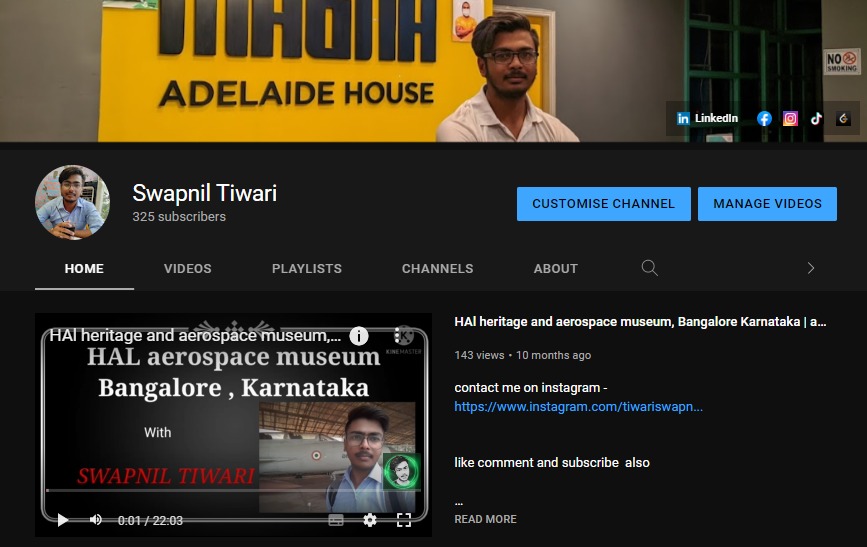 MAGNA
ADELAIDE HOUSE
NO
SMOKING
in LinkedIn
Swapnil Tiwari
325 subscribers
CUSTOMISE CHANNEL
MANAGE VIDEOS
HOME
VIDEOS
PLAYLISTS
CHANNELS
ABOUT
HAl heritage and aerospace museum,...
KINEMASTER
HAL aerospace museum
Bangalore , Karnataka
With
SWAPNIL TIWARI
0:01 / 22:03
HAl heritage and aerospace museum, Bangalore Karnataka | a...
143 views • 10 months ago
contact me on instagram -
https://www.instagram.com/tiwariswapn...
like comment and subscribe also
...
READ MORE